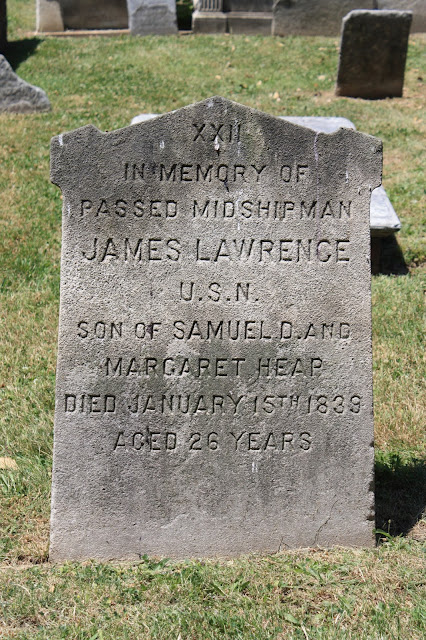 XXII
IN MEMORY OF
PASSED MIDSHIPMAN
JAMES LAWRENCE
U.S.N.
SON OF SAMUEL D. AND
MARGARET HEAP
DIED JANUARY 15TH 1839
AGED 26 YEARS